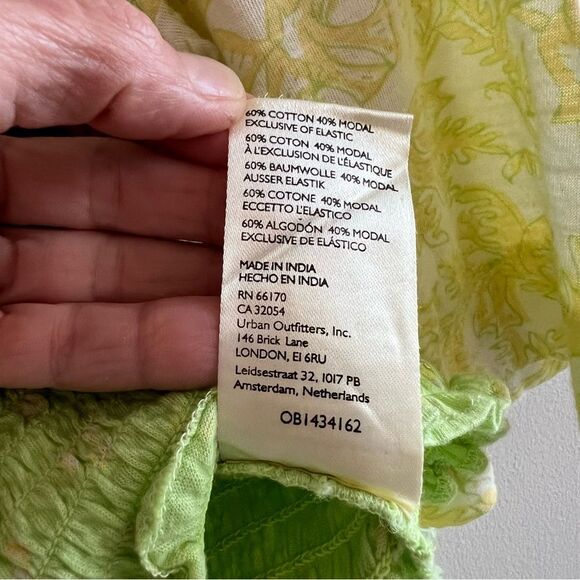 60% COTTON 40% MODAL
EXCLUSIVE OF ELASTIC
60% COTON 40% MODAL
À L'EXCLUSION DE L'ÉLASTIQUE
60% BAUMWOLLE 40% MODAL
AUSSER ELASTIK
60% COTONE 40% MODAL
ECCETTO L'ELASTICO
60% ALGODÓN 40% MODAL
EXCLUSIVE DE ELÁSTICO
MADE IN INDIA
HECHO EN INDIA
RN 66170
CA 32054
Urban Outfitters, Inc.
146 Brick Lane
LONDON, E1 6RU
Leidsestraat 32, 1017 PB
Amsterdam, Netherlands
OB1434162